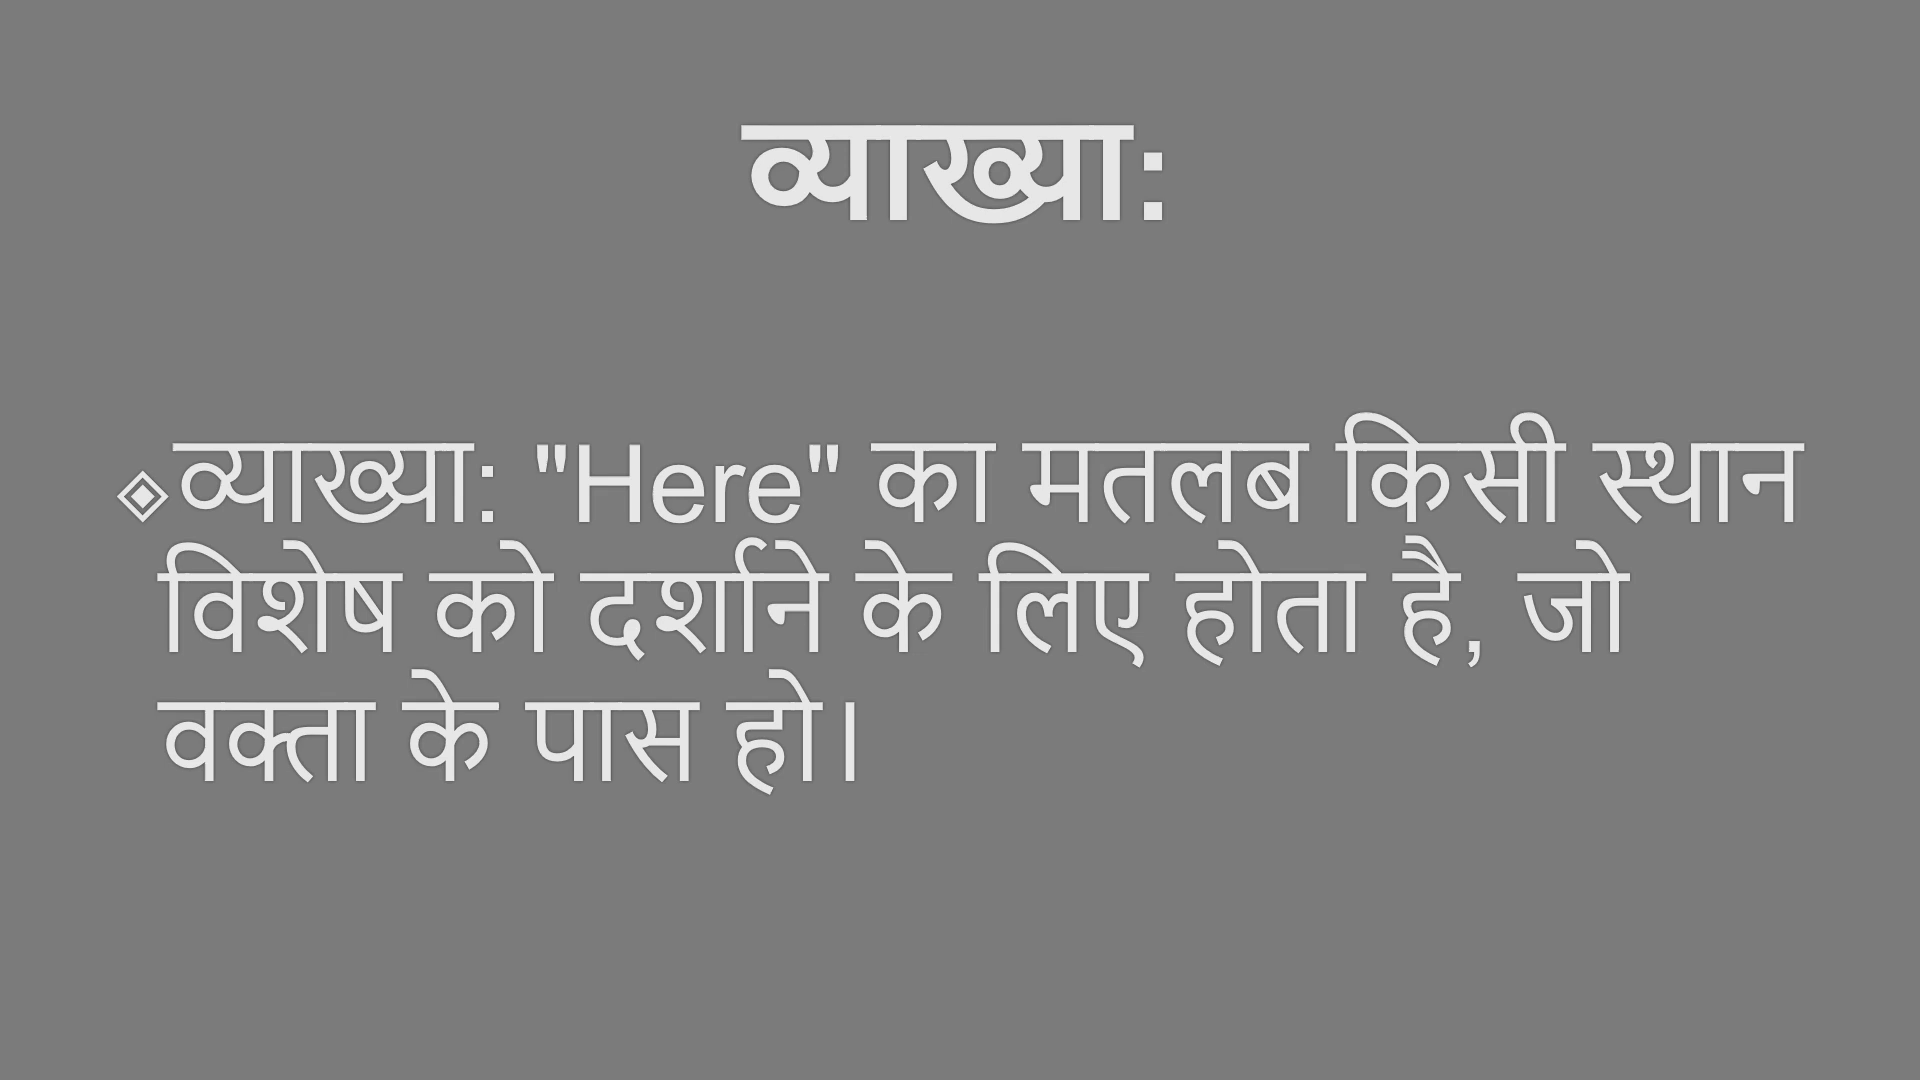 व्याख्या:
व्याख्या: "Here" का मतलब किसी स्थान
विशेष को दर्शाने के लिए होता है, जो
वक्ता के पास हो।